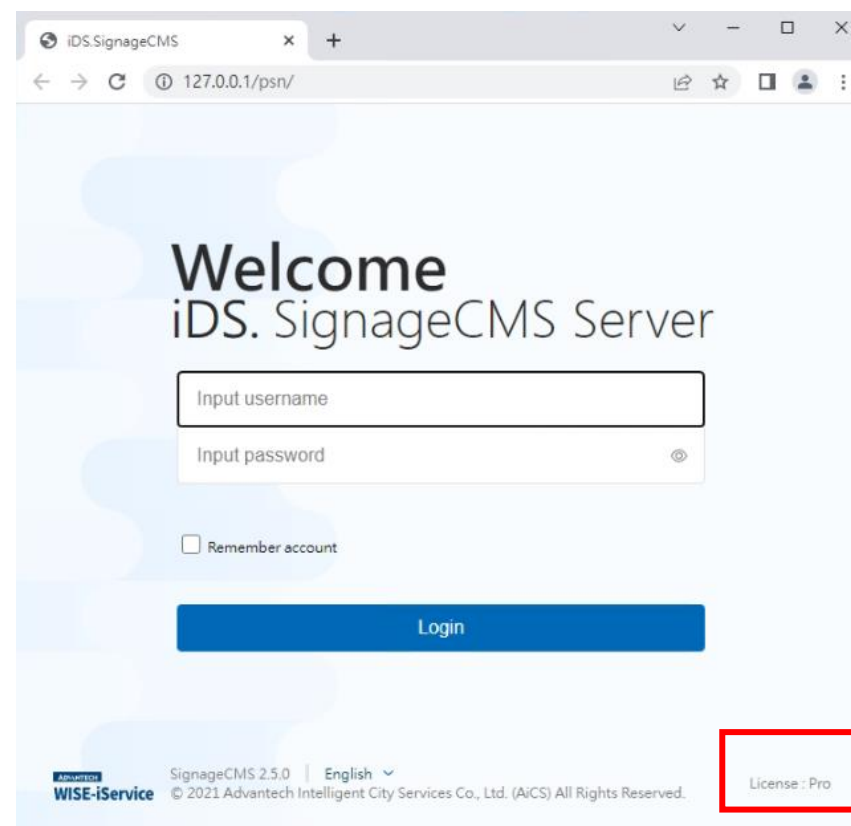 iDS.SignageCMS
127.0.0.1/psn/
Welcome
iDS. SignageCMS Server
Input username
Input password
Remember account
Login
ADVANTECH
WISE-iService
SignageCMS 2.5.0 | English
© 2021 Advantech Intelligent City Services Co., Ltd. (AiCS) All Rights Reserved.
License : Pro